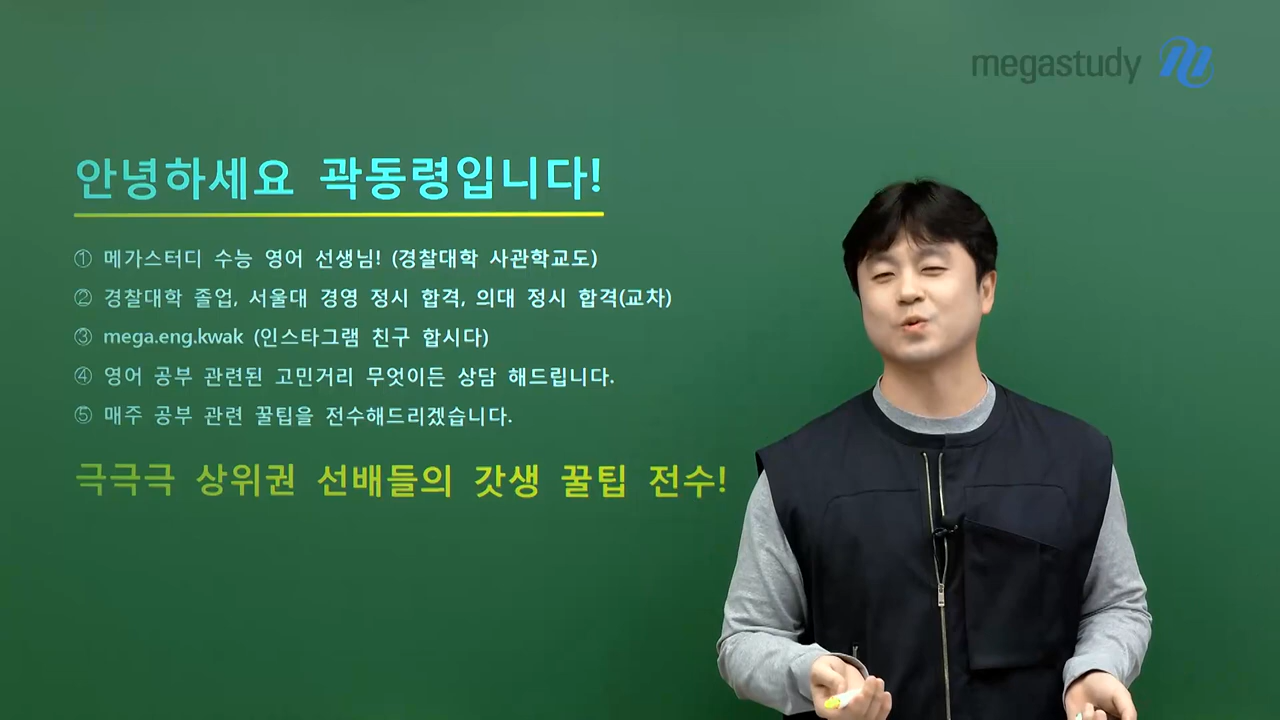 megastudy
안녕하세요 곽동령입니다!
① 메가스터디 수능 영어 선생님! (경찰대학 사관학교도)
② 경찰대학 졸업, 서울대 경영 정시 합격, 의대 정시 합격(교차)
③ mega.eng.kwak (인스타그램 친구 합시다)
④ 영어 공부 관련된 고민거리 무엇이든 상담 해드립니다.
⑤ 매주 공부 관련 꿀팁을 전수해드리겠습니다.
극극극 상위권 선배들의 갓생 꿀팁 전수!